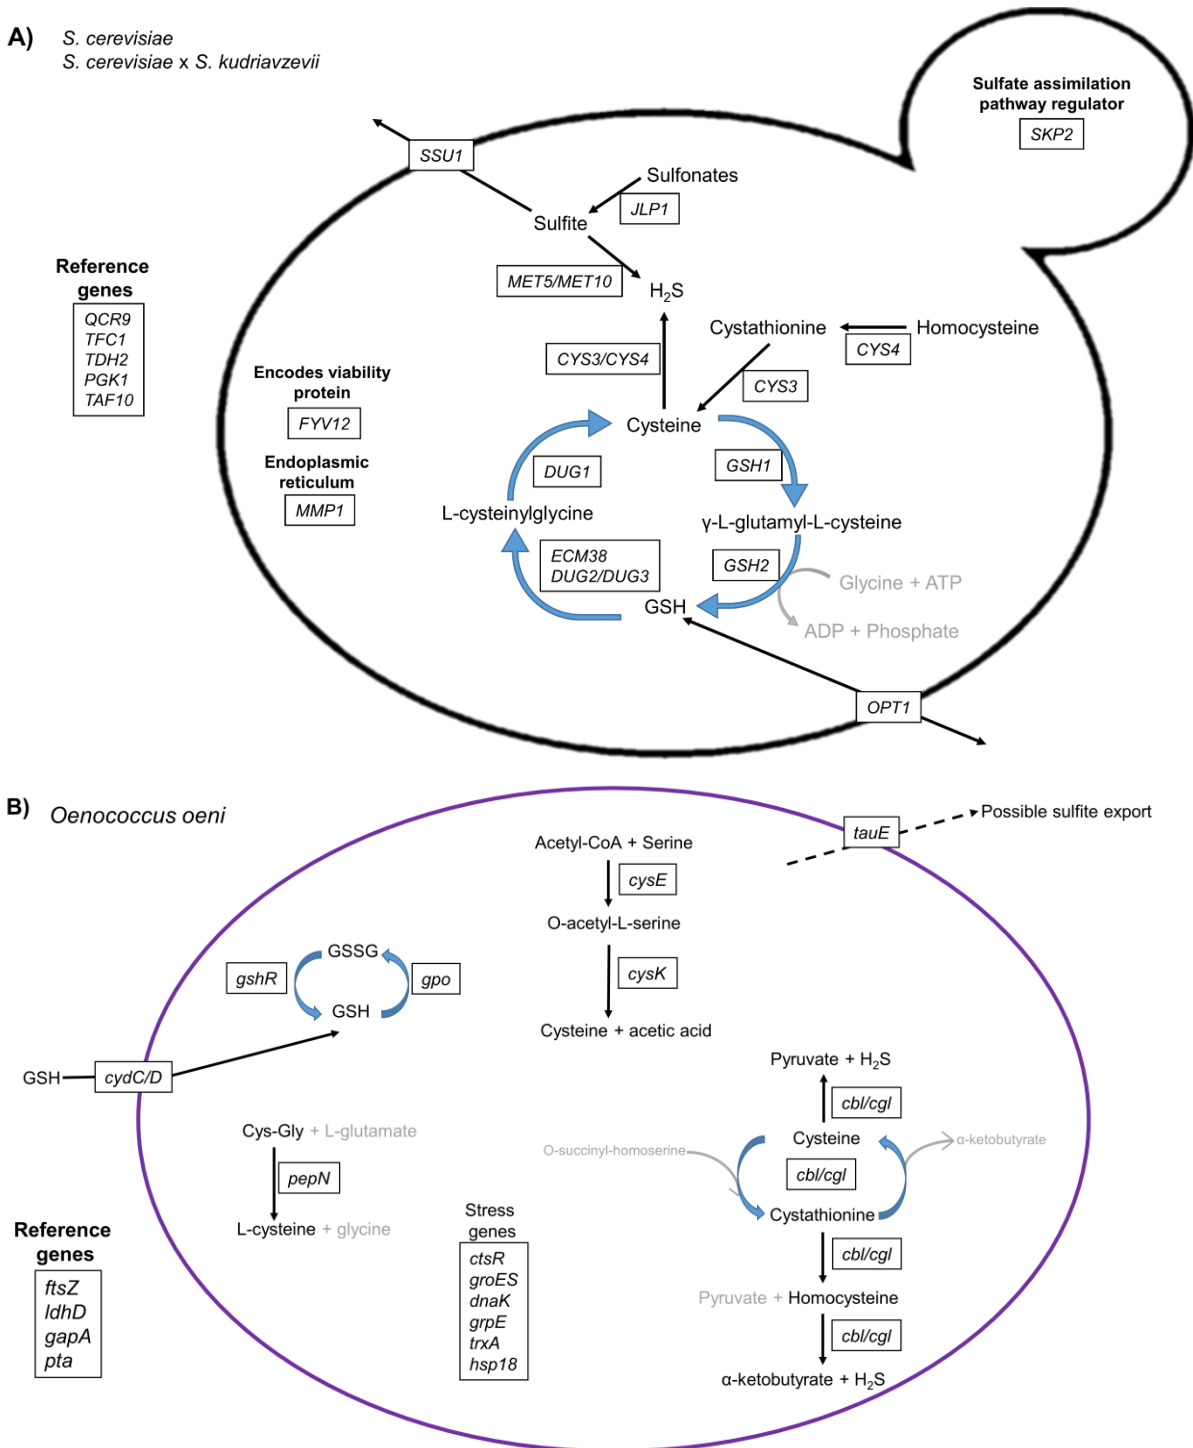 A)
S. cerevisiae
S. cerevisiae x S. kudriavzevii
Sulfate assimilation
pathway regulator
SKP2
SSU1
Sulfonates
JLP1
Sulfite
MET5/MET10
H₂S
Reference
genes
QCR9
TFC1
TDH2
PGK1
TAF10
Cystathionine
Homocysteine
CYS4
CYS3/CYS4
CYS3
Encodes viability
protein
FYV12
Cysteine
Endoplasmic
reticulum
MMP1
DUG1
GSH1
L-cysteinylglycine
γ-L-glutamyl-L-cysteine
ECM38
DUG2/DUG3
GSH2
Glycine + ATP
GSH
ADP + Phosphate
OPT1
B)
Oenococcus oeni
tauE
Possible sulfite export
Acetyl-CoA + Serine
cysE
O-acetyl-L-serine
GSSG
gshR
gpo
cysK
GSH
Cysteine + acetic acid
GSH
cydC/D
Pyruvate + H₂S
cbl/cgl
Cys-Gly + L-glutamate
Cysteine
O-succinyl-homoserine
α-ketobutyrate
pepN
cbl/cgl
L-cysteine + glycine
Cystathionine
Stress
genes
ctsR
groES
dnaK
grpE
trxA
hsp18
cbl/cgl
Reference
genes
ftsZ
ldhD
gapA
pta
Pyruvate + Homocysteine
cbl/cgl
α-ketobutyrate + H₂S